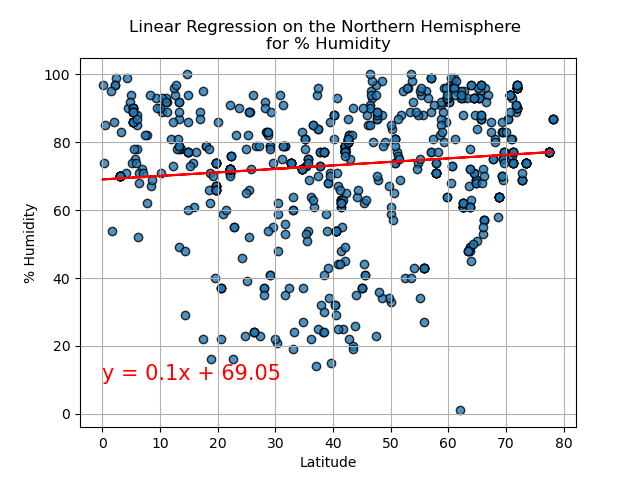 Linear Regression on the Northern Hemisphere
for % Humidity
100
80
60
40
20
0
% Humidity
y = 0.1x + 69.05
0 10 20 30 40 50 60 70 80
Latitude